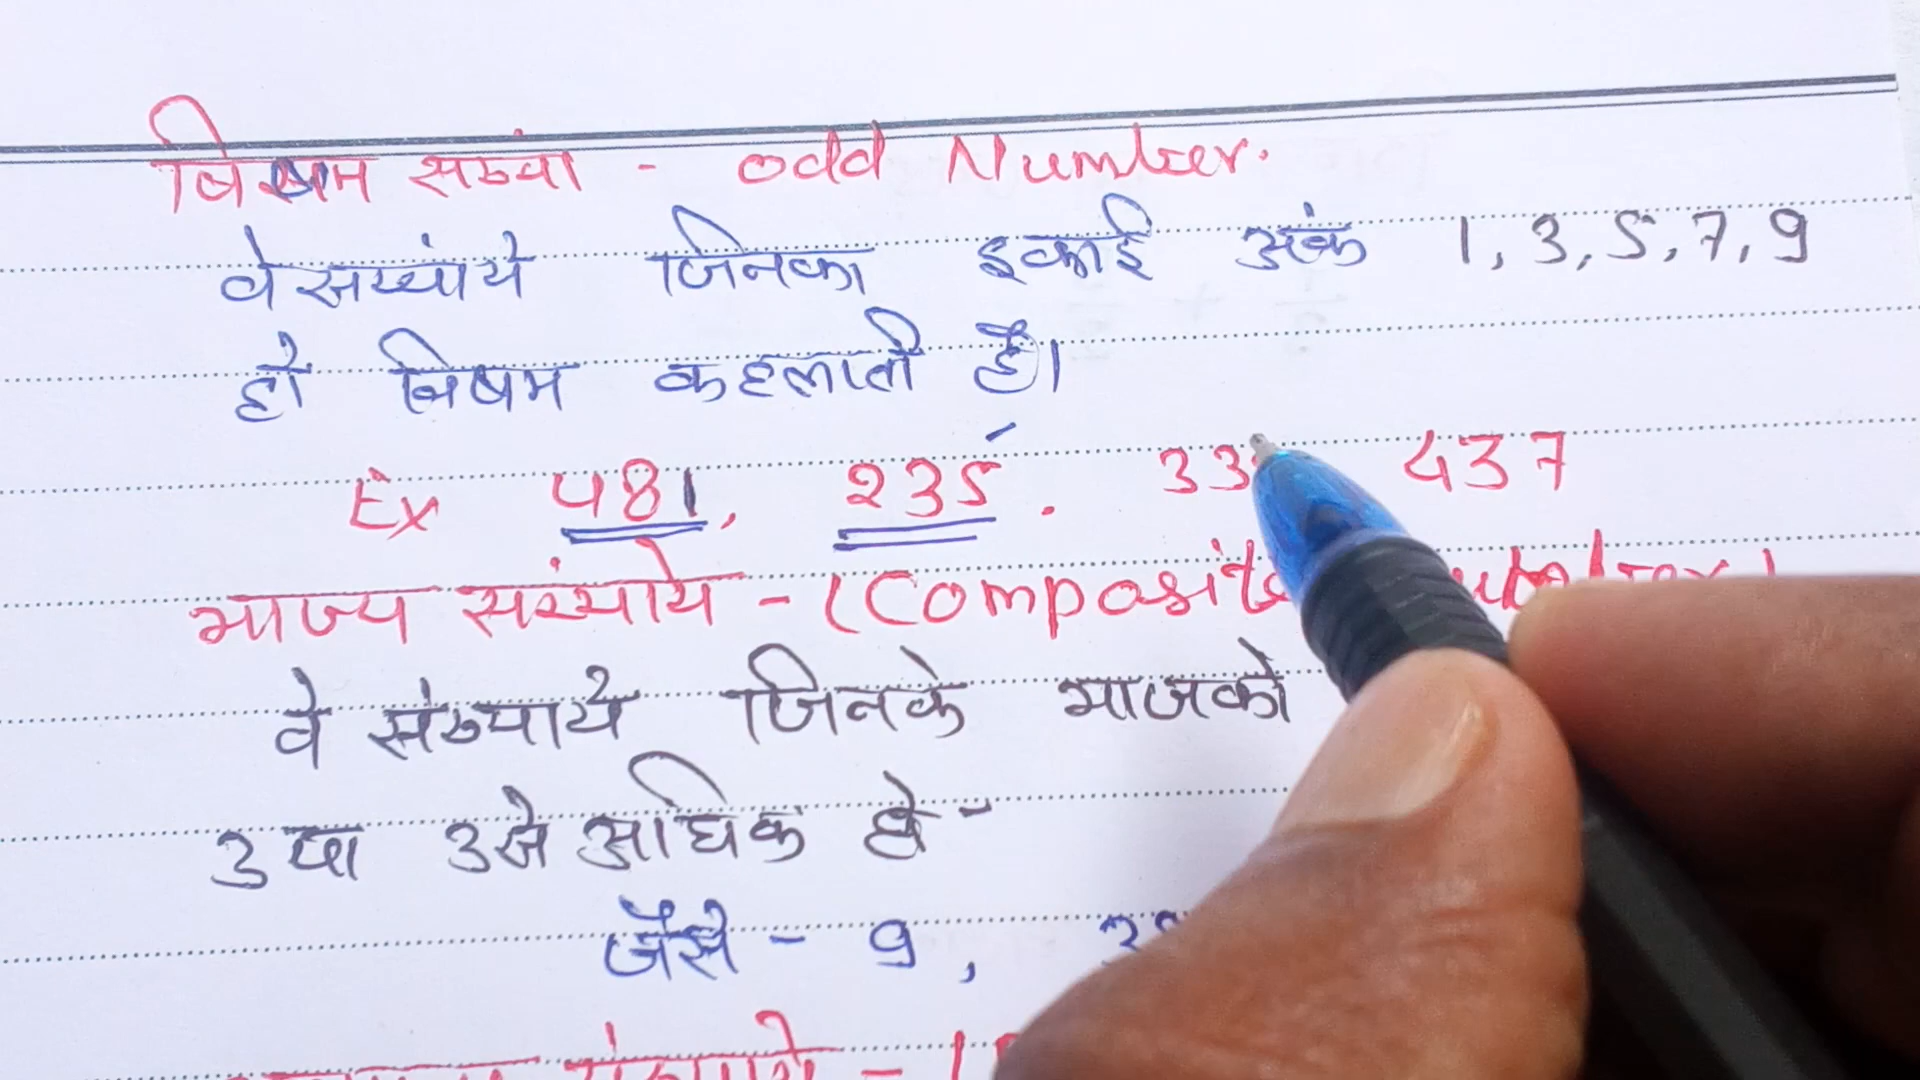 विषम संख्या - odd Number.
वे संख्यांये जिनका इकाई अंक 1, 3, 5, 7, 9
हो विषम कहलाती है।
Ex 481, 235. 33 437
भाज्य संख्याये - (Composite
वे संख्याये जिनके भाजको
3 या 3 से अधिक हो -
जैसे - 9,
संख्याये -